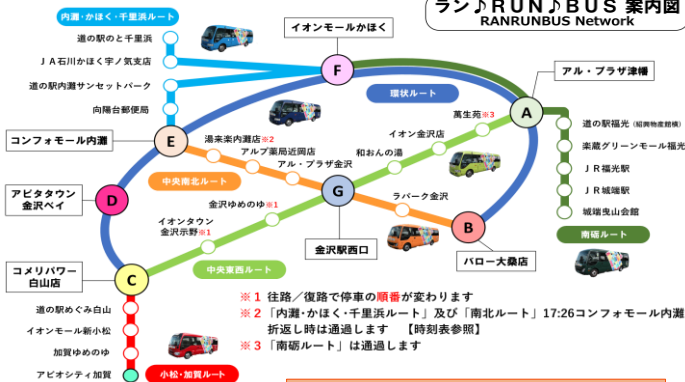 ラン♪RUN♪BUS 案内図
RANRUNBUS Network
内灘・かほく・千里浜ルート
道の駅のと千里浜
JA石川かほく宇ノ気支店
道の駅内灘サンセットパーク
向陽台郵便局
イオンモールかほく
F
環状ルート
アル・プラザ津幡
A
道の駅福光(紹興物産館横)
楽蔵グリーンモール福光
JR福光駅
JR城端駅
城端曳山会館
南砺ルート
コンフォモール内灘
E
湯来楽内灘店※2
アルプ薬局近岡店
アル・プラザ金沢
中央南北ルート
萬生苑※3
イオン金沢店
和おんの湯
アピタタウン
金沢ベイ
D
金沢ゆめのゆ※1
イオンタウン
金沢示野※1
G
金沢駅西口
ラパーク金沢
B
バロー大桑店
コメリパワー
白山店
C
中央東西ルート
道の駅めぐみ白山
イオンモール新小松
加賀ゆめのゆ
アビオシティ加賀
小松・加賀ルート
※1 往路/復路で停車の順番が変わります
※2 「内灘・かほく・千里浜ルート」及び「南北ルート」17:26コンフォモール内灘
折返し時は通過します 【時刻表参照】
※3 「南砺ルート」は通過します